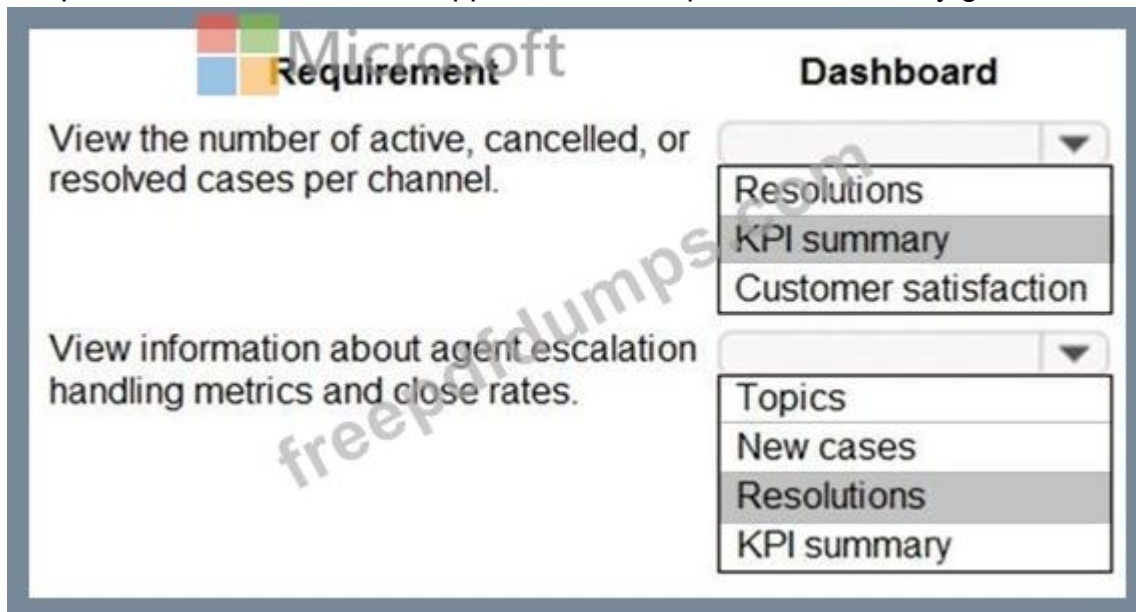 Microsoft
Requirement Dashboard
View the number of active, cancelled, or
resolved cases per channel.
Resolutions
KPI summary
Customer satisfaction
View information about agent escalation
handling metrics and close rates.
Topics
New cases
Resolutions
KPI summary
freepdfdumps.com